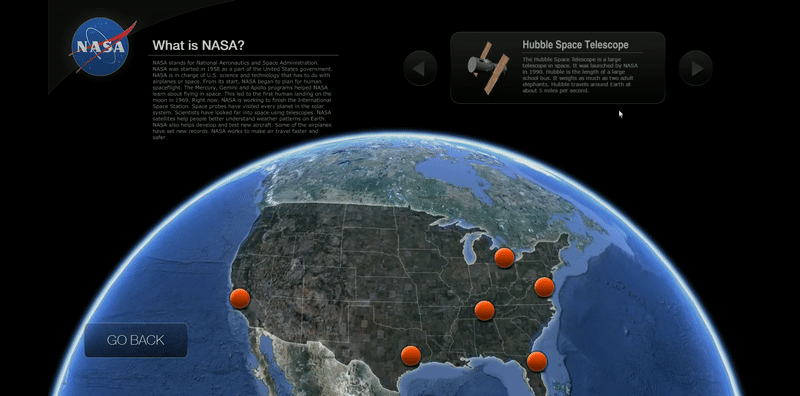 NASA
What is NASA?
NASA stands for National Aeronautics and Space Administration.
NASA was started in 1958 as a part of the United States government.
NASA is in charge of U.S. science and technology that has to do with
airplanes or space. From its start, NASA began to plan for human
spaceflight. The Mercury, Gemini and Apollo programs helped NASA
learn about flying in space. This led to the first human landing on the
moon in 1969. Right now, NASA is working to finish the International
Space Station. Space probes have visited every planet in the solar
system. Scientists have looked far into space using telescopes. NASA
satellites help people better understand weather patterns on Earth.
NASA also helps develop and test new aircraft. Some of the airplanes
have set new records. NASA works to make air travel faster and
safer.
Hubble Space Telescope
The Hubble Space Telescope is a large
telescope in space. It was launched by NASA
in 1990. Hubble is the length of a large
school bus. It weighs as much as two adult
elephants. Hubble travels around Earth at
about 5 miles per second.
GO BACK